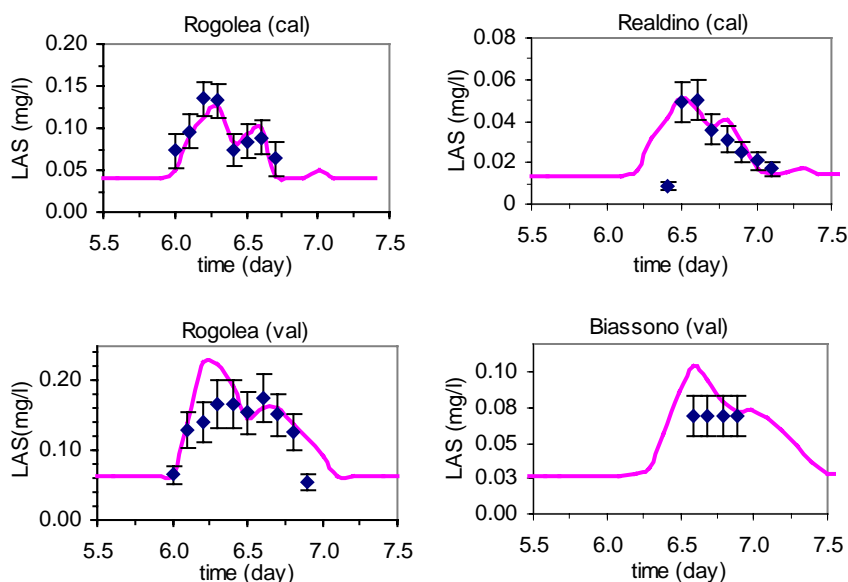 Rogolea (cal)
LAS (mg/l)
0.20
0.15
0.10
0.05
0.00
5.5 6.0 6.5 7.0 7.5
time (day)
Realdino (cal)
LAS (mg/l)
0.08
0.06
0.04
0.02
0
5.5 6.0 6.5 7.0 7.5
time (day)
Rogolea (val)
LAS(mg/l)
0.20
0.10
0.00
5.5 6.0 6.5 7.0 7.5
time (day)
Biassono (val)
LAS (mg/l)
0.10
0.08
0.05
0.03
0.00
5.5 6.0 6.5 7.0 7.5
time (day)